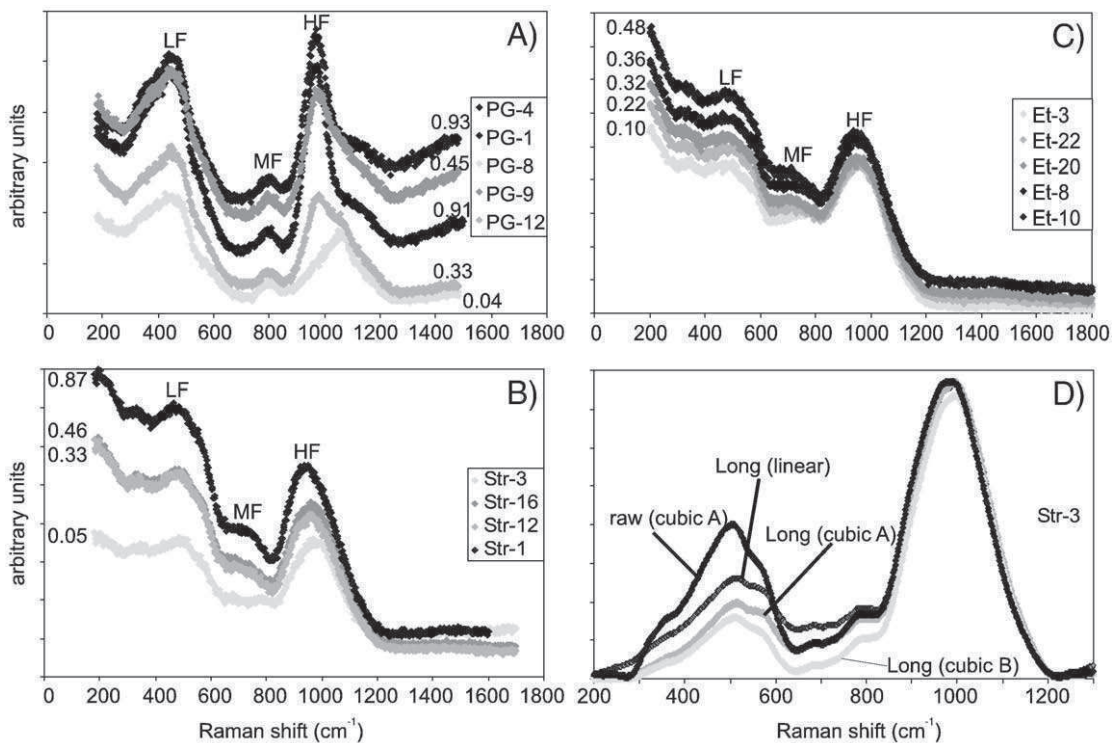 A)
LF
HF
MF
0.93
0.45
0.91
0.33
0.04
PG-4
PG-1
PG-8
PG-9
PG-12
arbitrary units
0 200 400 600 800 1000 1200 1400 1600 1800
C)
0.48
0.36
0.32
0.22
0.10
LF
MF
HF
Et-3
Et-22
Et-20
Et-8
Et-10
0 200 400 600 800 1000 1200 1400 1600 1800
B)
0.87
0.46
0.33
0.05
LF
MF
HF
Str-3
Str-16
Str-12
Str-1
arbitrary units
0 200 400 600 800 1000 1200 1400 1600 1800
Raman shift (cm⁻¹)
D)
Long (linear)
raw (cubic A)
Long (cubic A)
Str-3
Long (cubic B)
200 400 600 800 1000 1200
Raman shift (cm⁻¹)